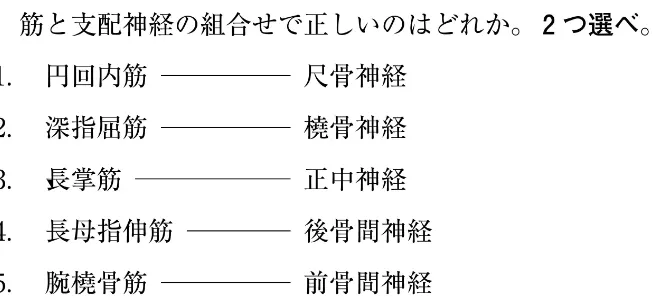 筋と支配神経の組合せで正しいのはどれか。2つ選べ。
1. 円回内筋 ――――― 尺骨神経
2. 深指屈筋 ――――― 橈骨神経
3. 長掌筋 ――――――― 正中神経
4. 長母指伸筋 ―――― 後骨間神経
5. 腕橈骨筋 ――――― 前骨間神経